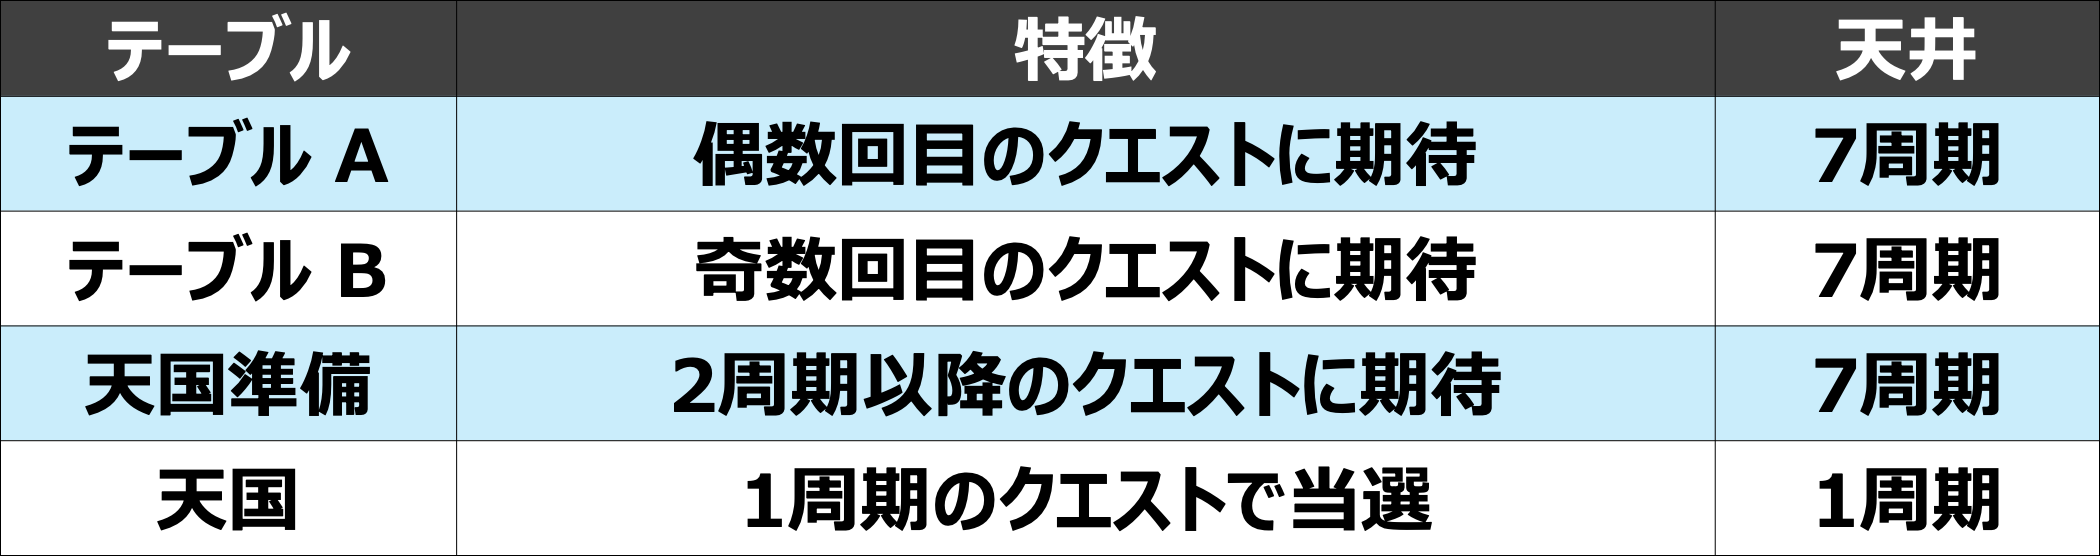 テーブル 特徴 天井
テーブル A 偶数回目のクエストに期待 7周期
テーブル B 奇数回目のクエストに期待 7周期
天国準備 2周期以降のクエストに期待 7周期
天国 1周期のクエストで当選 1周期